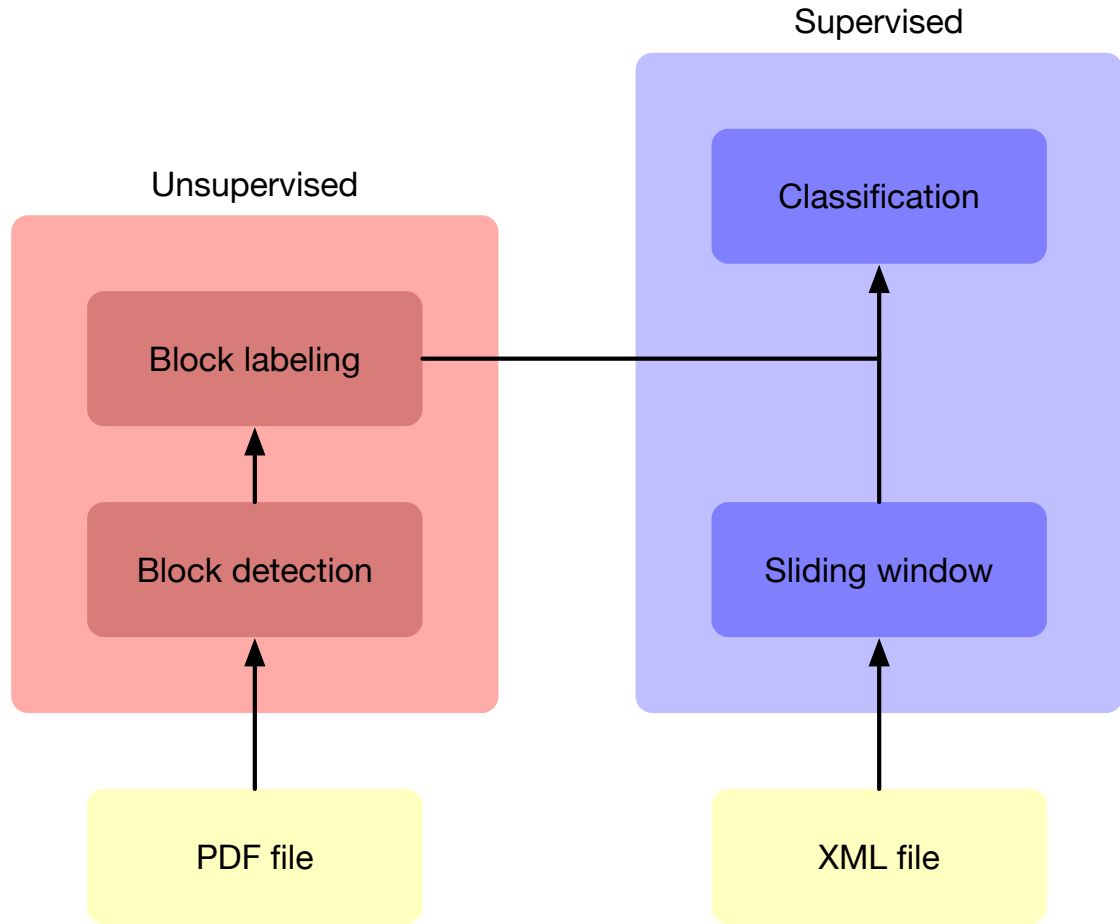 Supervised
Unsupervised
Classification
Block labeling
Block detection
Sliding window
PDF file
XML file